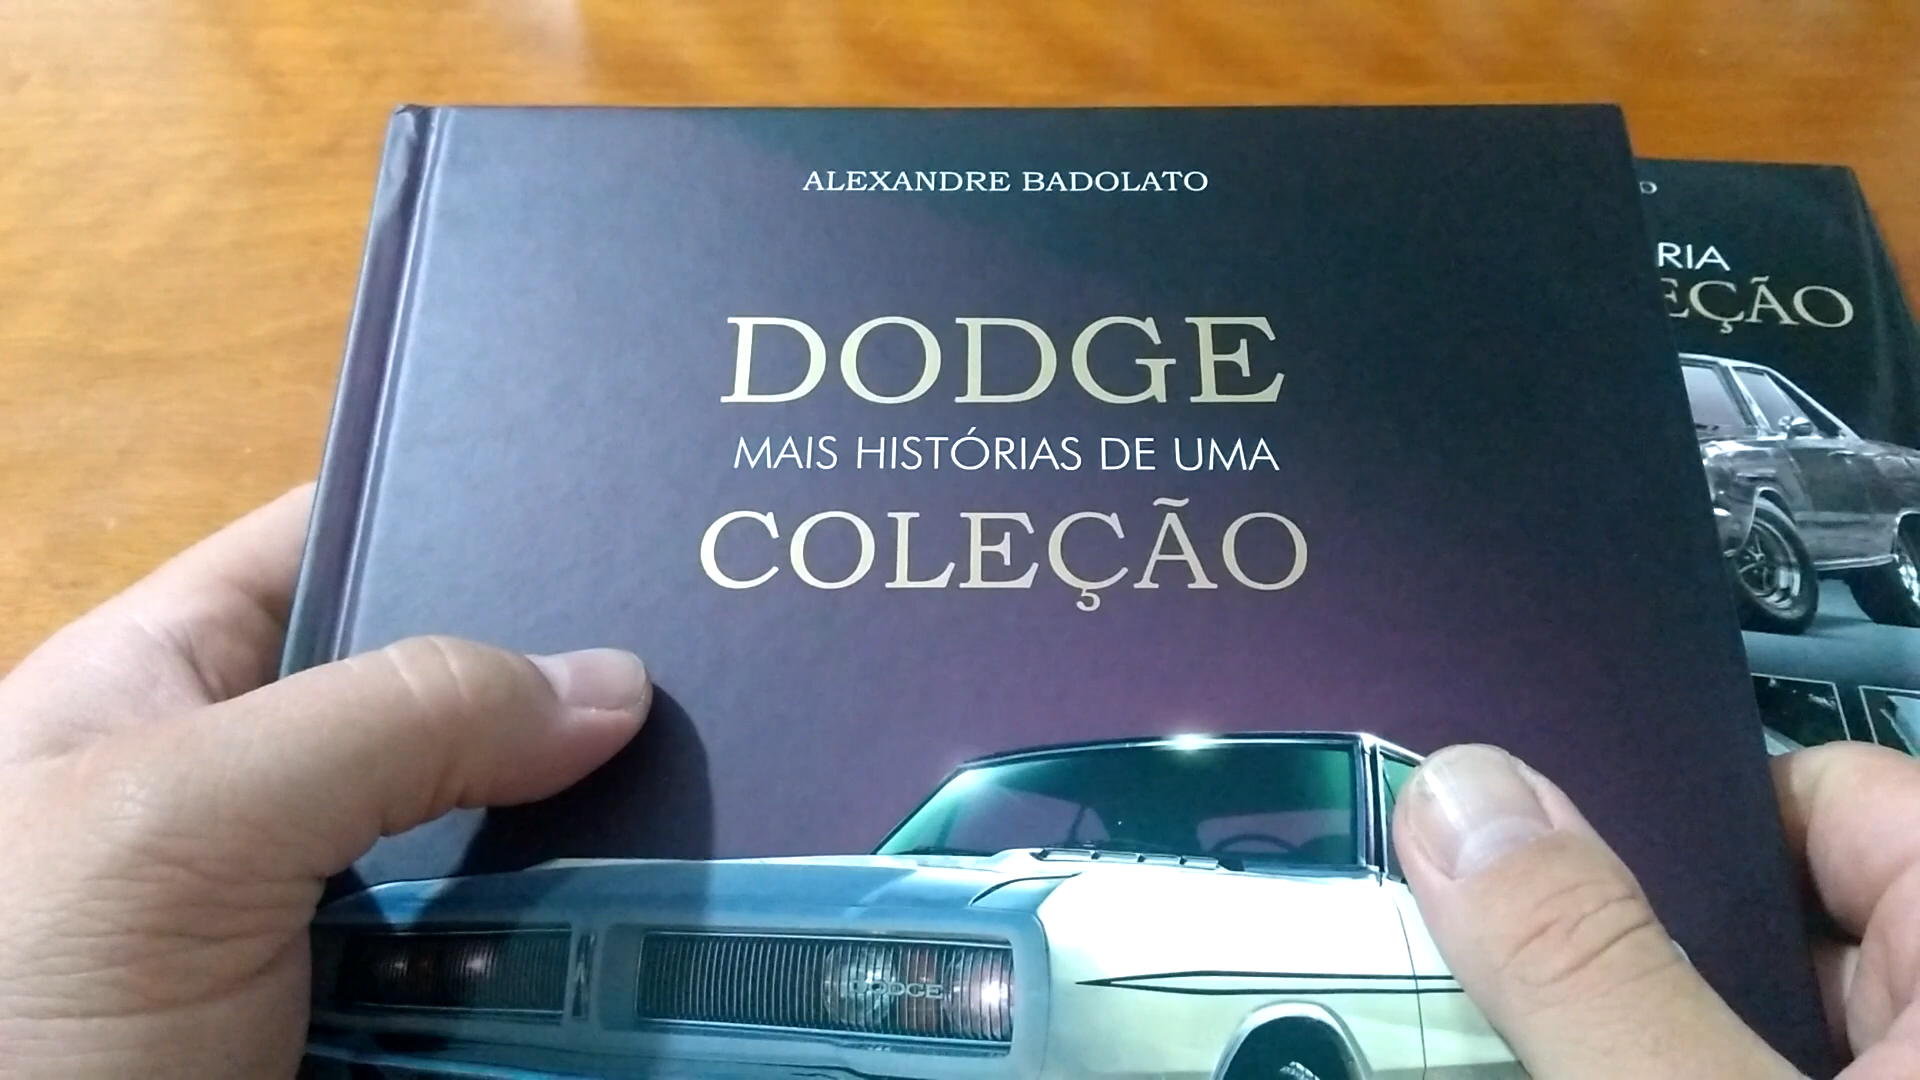 ALEXANDRE BADOLATO
DODGE
MAIS HISTÓRIAS DE UMA
COLEÇÃO
DODGE
RIA
EÇÃO